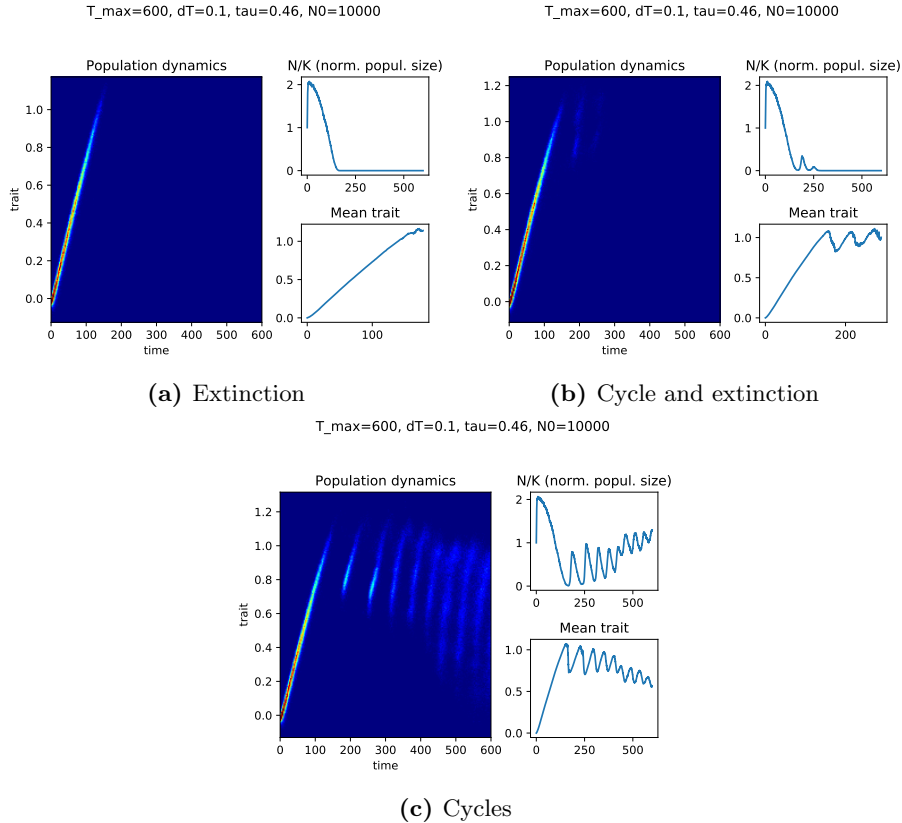 T_max=600, dT=0.1, tau=0.46, N0=10000
Population dynamics
1.0
0.8
0.6
0.4
0.2
0.0
trait
0 100 200 300 400 500 600
time
N/K (norm. popul. size)
2
1
0
0 250 500
Mean trait
1.0
0.5
0.0
0 100
(a) Extinction
T_max=600, dT=0.1, tau=0.46, N0=10000
Population dynamics
1.2
1.0
0.8
0.6
0.4
0.2
0.0
trait
0 100 200 300 400 500 600
time
N/K (norm. popul. size)
2
1
0
0 250 500
Mean trait
1.0
0.5
0.0
0 200
(b) Cycle and extinction
T_max=600, dT=0.1, tau=0.46, N0=10000
Population dynamics
1.2
1.0
0.8
0.6
0.4
0.2
0.0
trait
0 100 200 300 400 500 600
time
N/K (norm. popul. size)
2
1
0
0 250 500
Mean trait
1.0
0.5
0.0
0 250 500
(c) Cycles